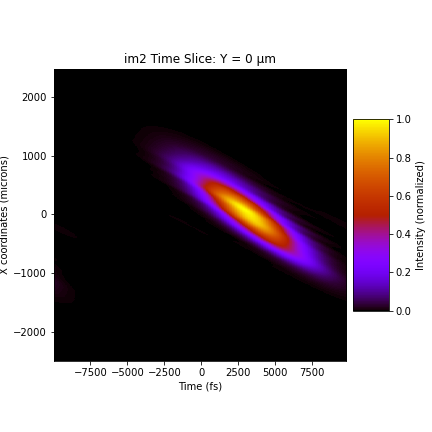 im2 Time Slice: Y = 0 μm
2000
1000
0
−1000
−2000
X coordinates (microns)
−7500 −5000 −2500 0 2500 5000 7500
Time (fs)
1.0
0.8
0.6
0.4
0.2
0.0
Intensity (normalized)